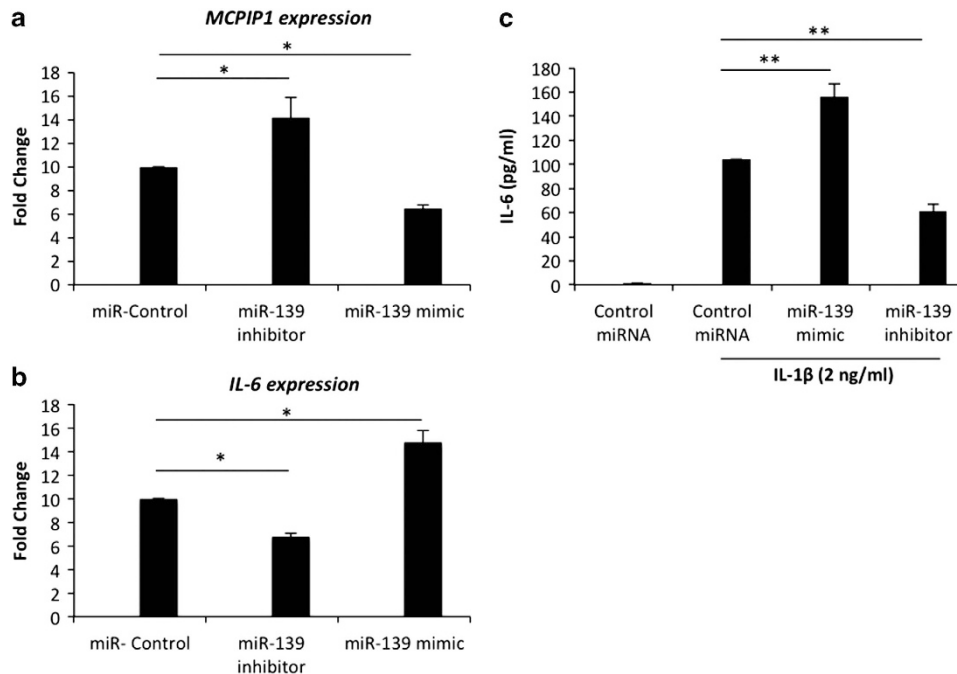 a
MCPIP1 expression
*
*
Fold Change
18
16
14
12
10
8
6
4
2
0
miR-Control
miR-139
inhibitor
miR-139 mimic
b
IL-6 expression
*
*
Fold Change
18
16
14
12
10
8
6
4
2
0
miR- Control
miR-139
inhibitor
miR-139 mimic
c
**
**
IL-6 (pg/ml)
180
160
140
120
100
80
60
40
20
0
Control
miRNA
Control
miRNA
miR-139
mimic
miR-139
inhibitor
IL-1β (2 ng/ml)